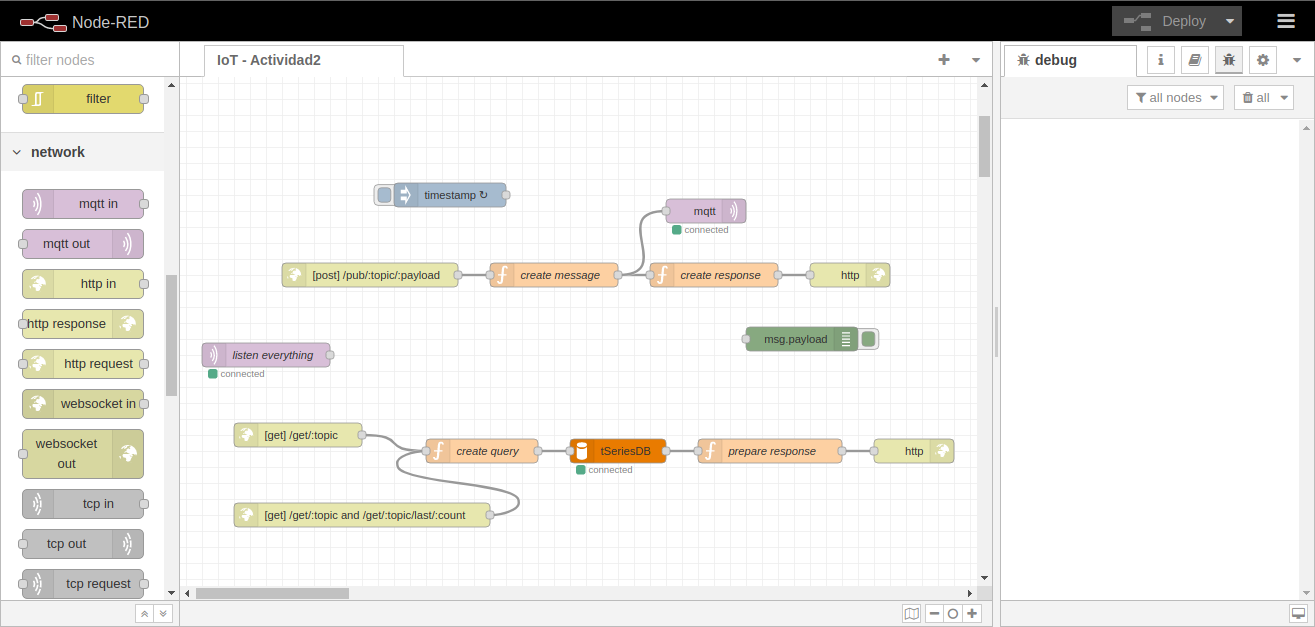 Node-RED
Deploy
filter nodes
IoT - Actividad2
debug
i
all nodes
all
filter
network
mqtt in
mqtt out
http in
http response
http request
websocket in
websocket
out
tcp in
tcp out
tcp request
timestamp ↻
mqtt
connected
[post] /pub/:topic/:payload
create message
create response
http
msg.payload
listen everything
connected
[get] /get/:topic
create query
tSeriesDB
connected
prepare response
http
[get] /get/:topic and /get/:topic/last/:count